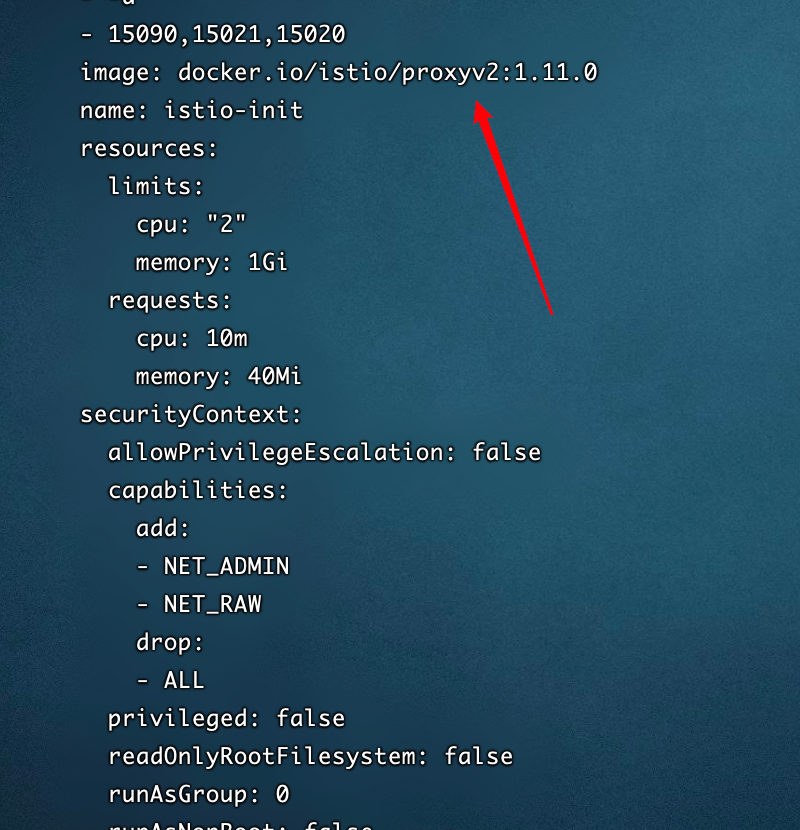 - 15090,15021,15020
image: docker.io/istio/proxyv2:1.11.0
name: istio-init
resources:
  limits:
    cpu: "2"
    memory: 1Gi
  requests:
    cpu: 10m
    memory: 40Mi
securityContext:
  allowPrivilegeEscalation: false
  capabilities:
    add:
    - NET_ADMIN
    - NET_RAW
    drop:
    - ALL
  privileged: false
  readOnlyRootFilesystem: false
  runAsGroup: 0
  runAsNonRoot: false